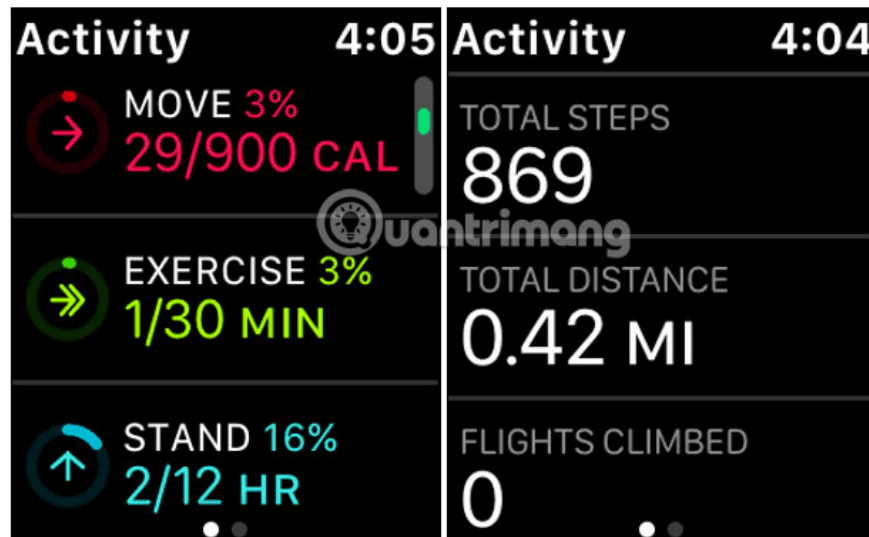 Activity 4:05
MOVE 3%
29/900 CAL
EXERCISE 3%
1/30 MIN
STAND 16%
2/12 HR
Activity 4:04
TOTAL STEPS
869
TOTAL DISTANCE
0.42 MI
FLIGHTS CLIMBED
0
Quantrimang